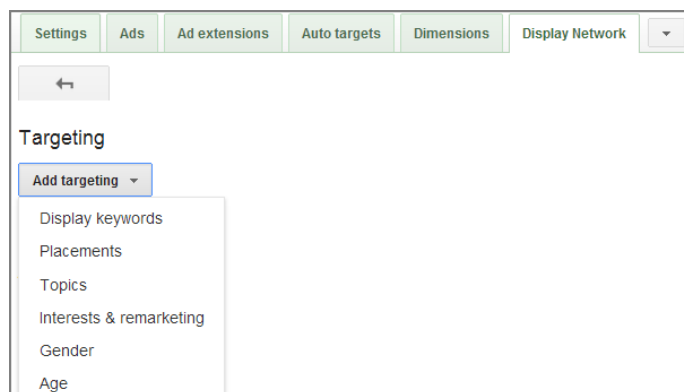 Settings Ads Ad extensions Auto targets Dimensions Display Network
Targeting
Add targeting
Display keywords
Placements
Topics
Interests & remarketing
Gender
Age